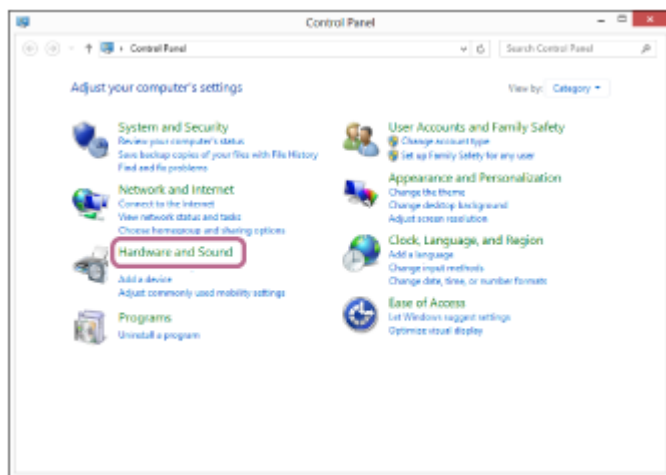 Control Panel
Control Panel
Search Control Panel
Adjust your computer's settings
View by: Category
System and Security
Review your computer's status
Save backup copies of your files with File History
Find and fix problems
Network and Internet
Connect to the Internet
View network status and tasks
Choose homegroup and sharing options
Hardware and Sound
Add a device
Adjust commonly used mobility settings
Programs
Uninstall a program
User Accounts and Family Safety
Change account type
Set up Family Safety for any user
Appearance and Personalization
Change the theme
Change desktop background
Adjust screen resolution
Clock, Language, and Region
Add a language
Change input methods
Change date, time, or number formats
Ease of Access
Let Windows suggest settings
Optimize visual display